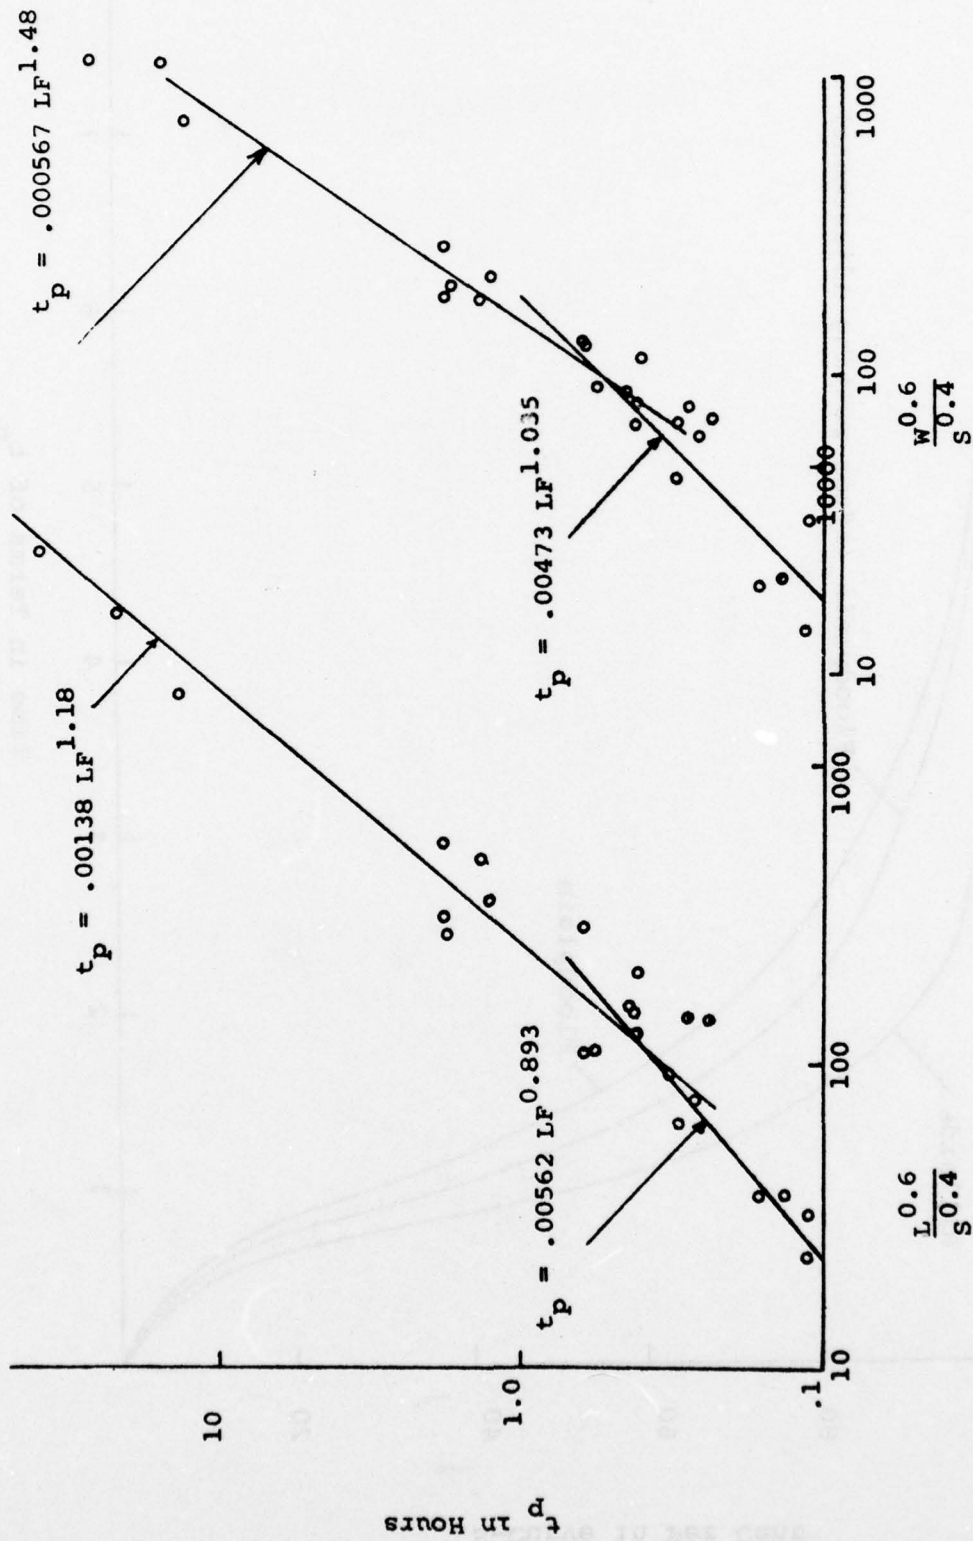 t_p in Hours
10
1.0
.1
t_p = .00138 LF^1.18
t_p = .00562 LF^0.893
10
100
1000
10000
L^0.6
S^0.4
t_p = .000567 LF^1.48
t_p = .00473 LF^1.035
10
100
1000
W^0.6
S^0.4